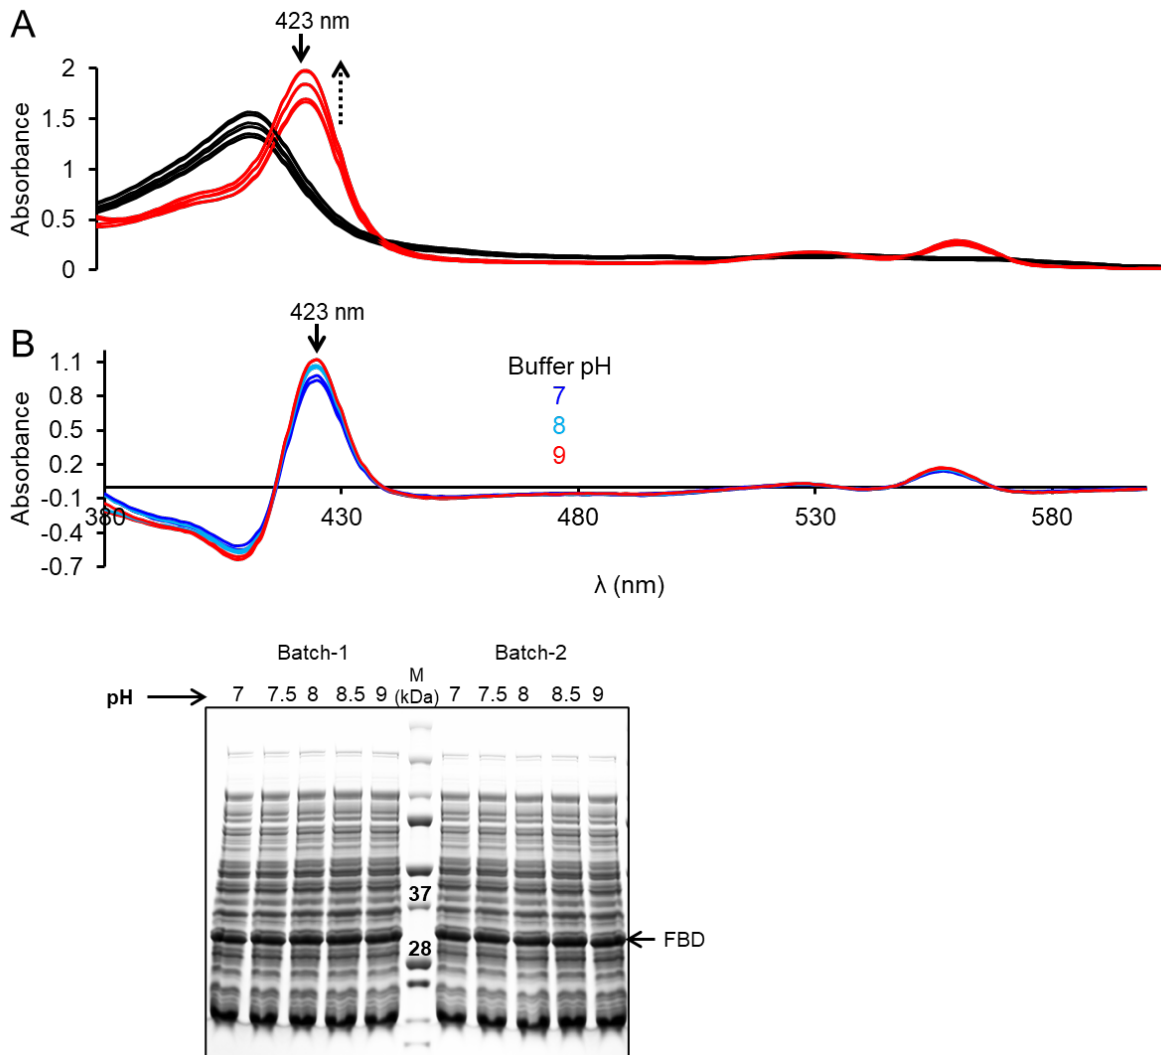 A
423 nm
Absorbance
2
1.5
1
0.5
0
B
423 nm
Absorbance
1.1
0.8
0.5
0.2
-0.1
-0.4
-0.7
Buffer pH
7
8
9
380 430 480 530 580
λ (nm)
Batch-1 Batch-2
M
(kDa)
pH 7 7.5 8 8.5 9 7 7.5 8 8.5 9
37
28
FBD